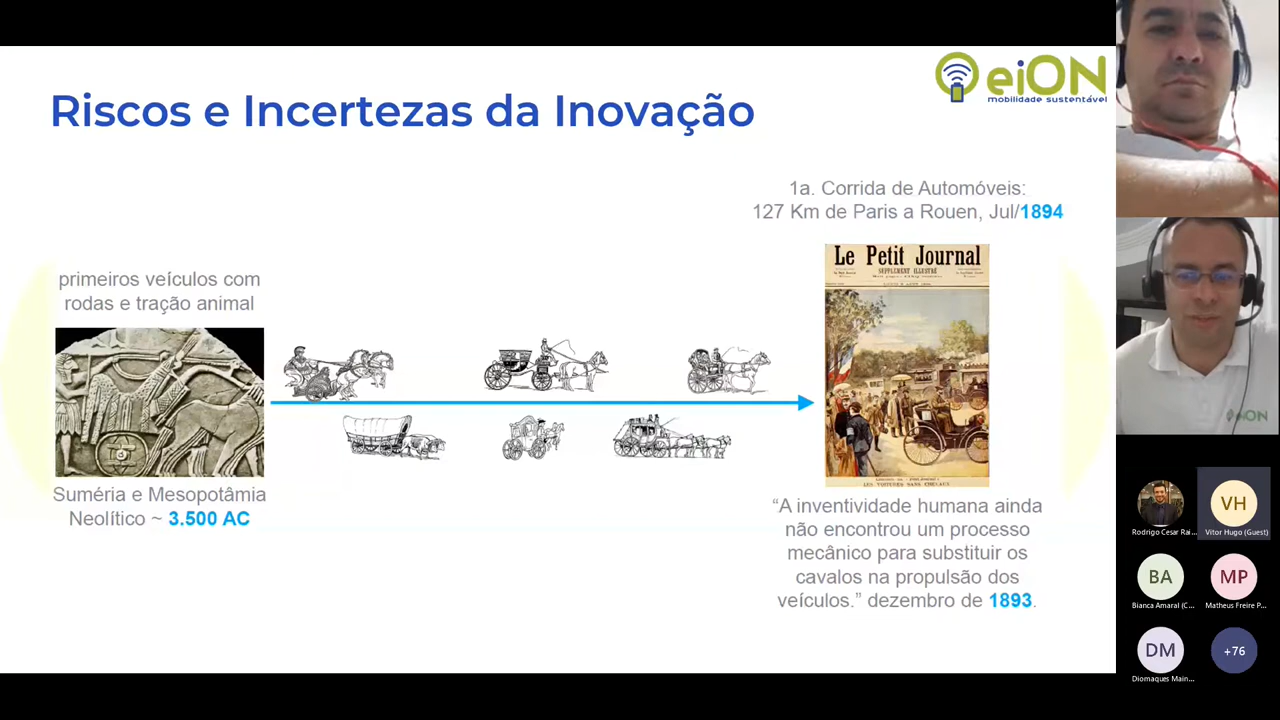 Riscos e Incertezas da Inovação
eiON
mobilidade sustentável
1a. Corrida de Automóveis:
127 Km de Paris a Rouen, Jul/1894
primeiros veículos com
rodas e tração animal
Suméria e Mesopotâmia
Neolítico ~ 3.500 AC
Le Petit Journal
SUPPLÉMENT ILLUSTRÉ
"A inventividade humana ainda
não encontrou um processo
mecânico para substituir os
cavalos na propulsão dos
veículos." dezembro de 1893.
eiON
Rodrigo Cesar Rai...
VH
Vitor Hugo (Guest)
BA
Bianca Amaral (C...
MP
Matheus Freire P...
DM
Diomaques Main...
+76